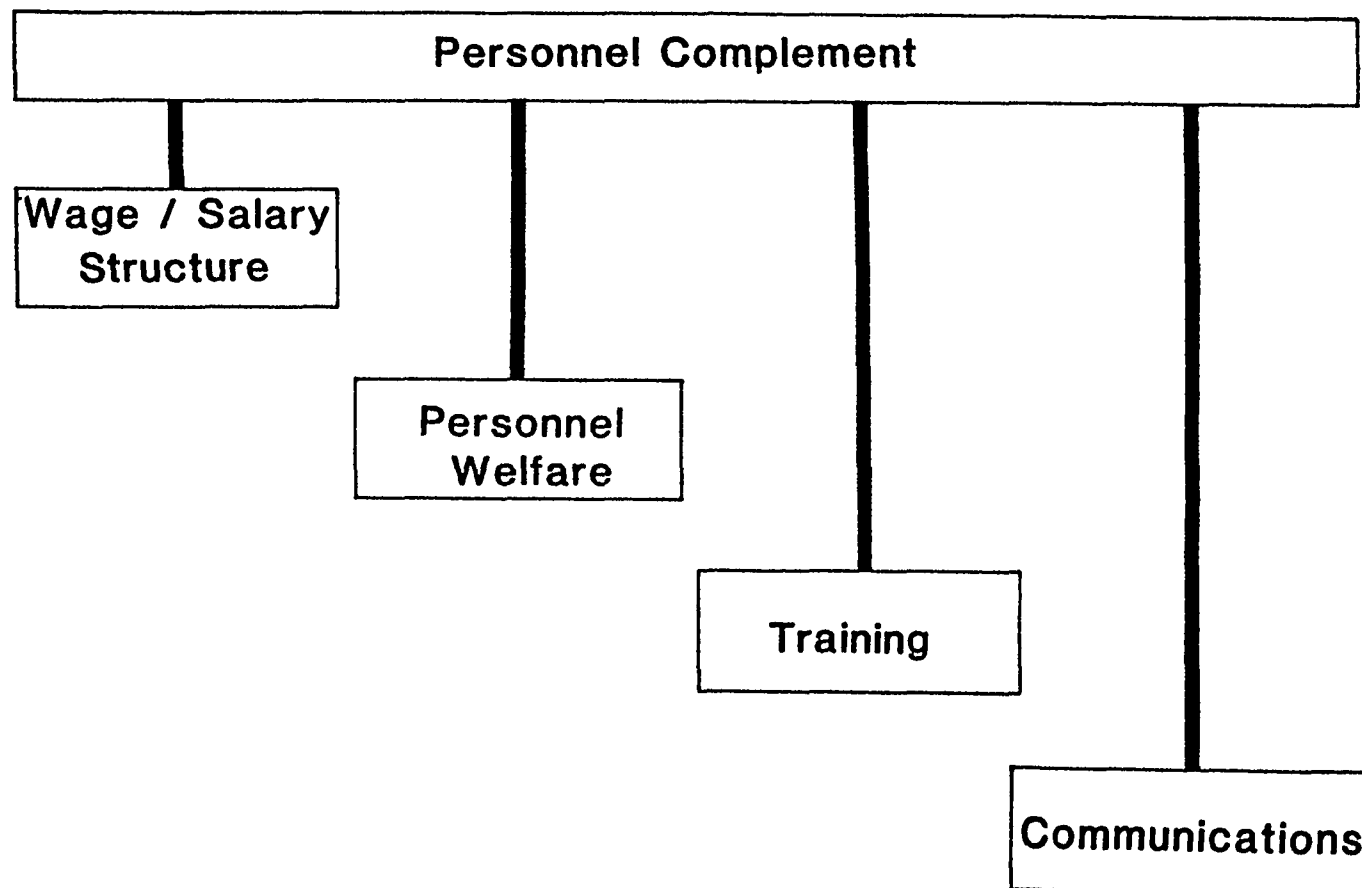 Personnel Complement
Wage / Salary
Structure
Personnel
Welfare
Training
Communications